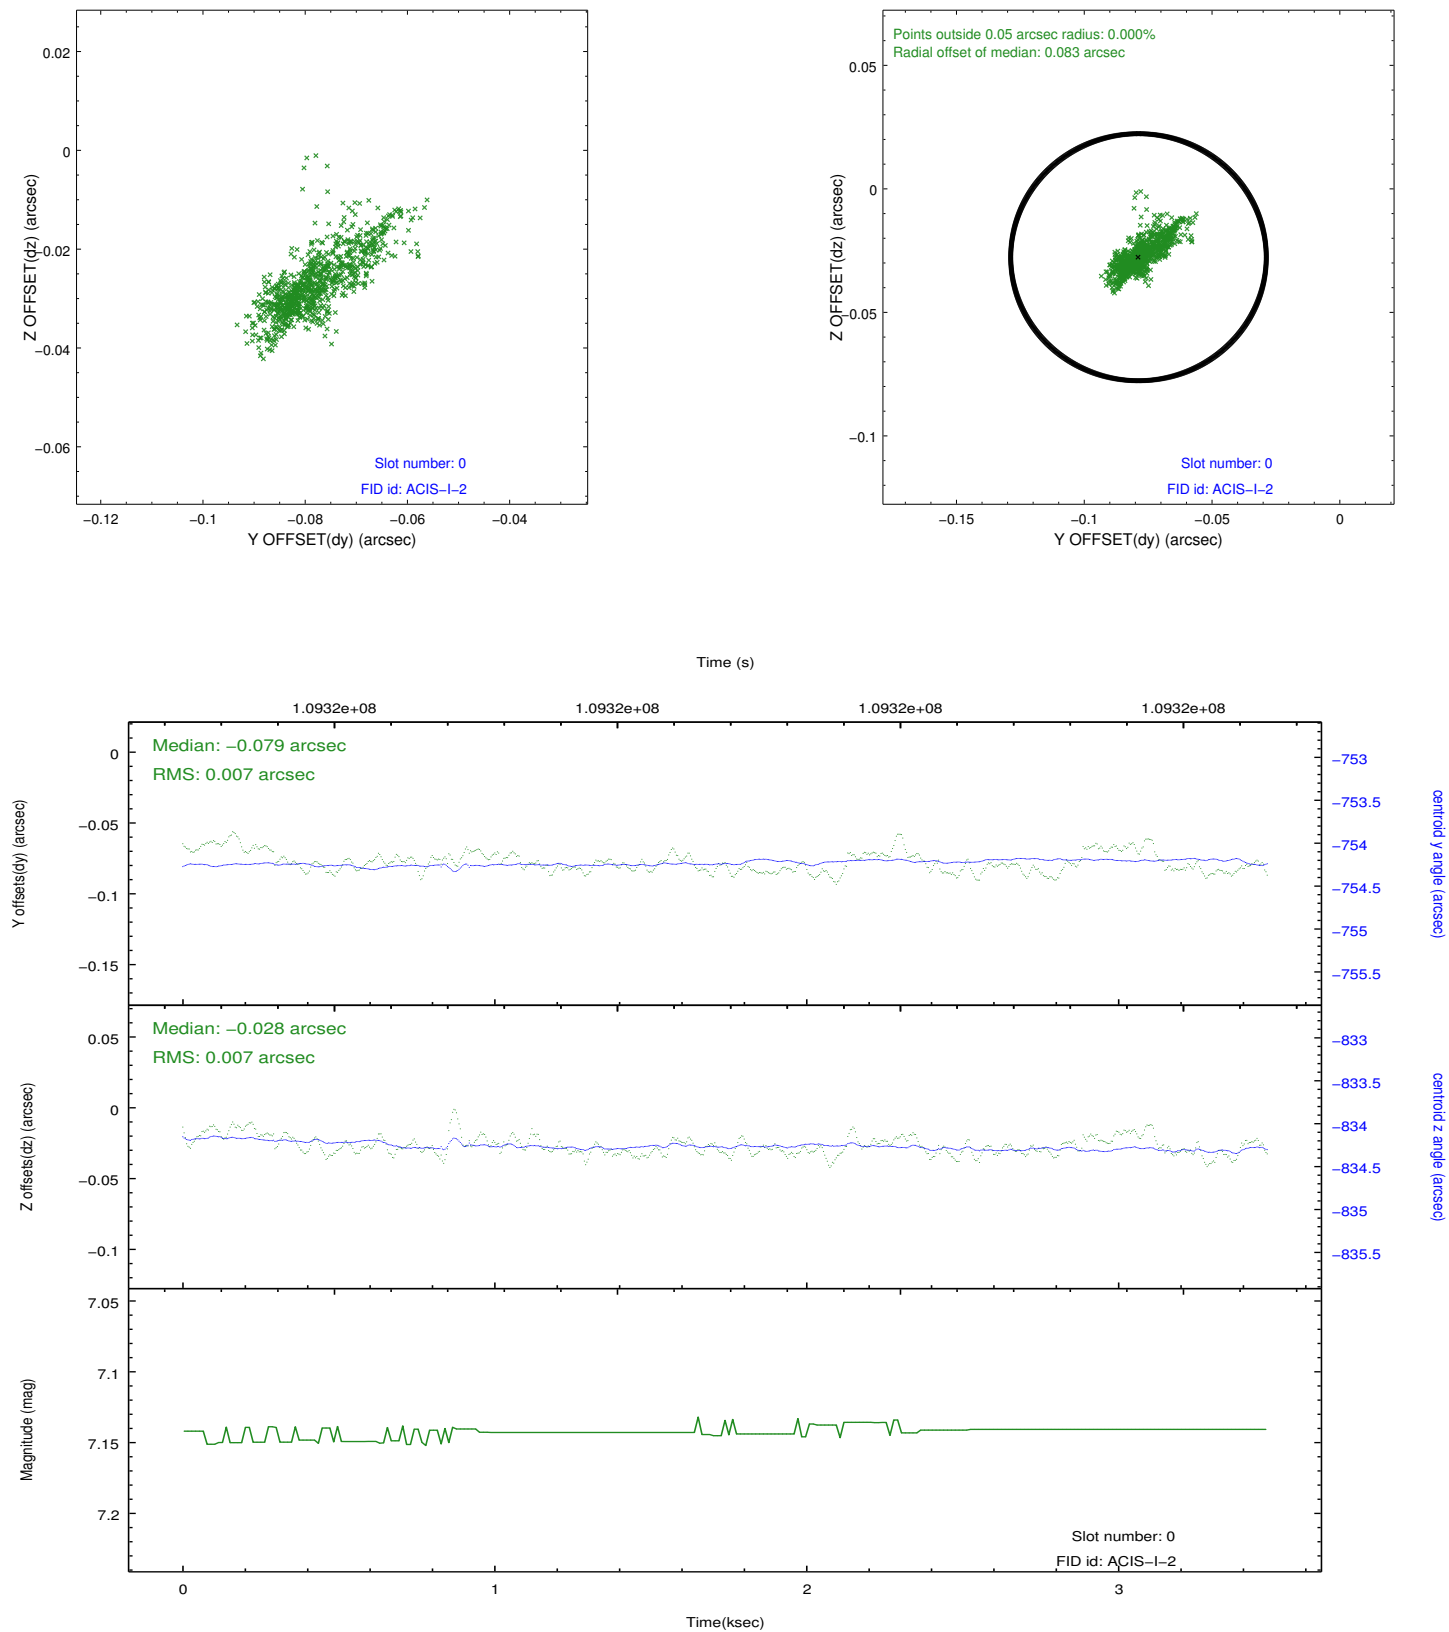 0.02
0
−0.02
−0.04
−0.06
Z OFFSET(dz) (arcsec)
Slot number: 0
FID id: ACIS−I−2
−0.12
−0.1
−0.08
−0.06
−0.04
Y OFFSET(dy) (arcsec)
Points outside 0.05 arcsec radius: 0.000%
Radial offset of median: 0.083 arcsec
0.05
0
−0.05
−0.1
Z OFFSET(dz) (arcsec)
Slot number: 0
FID id: ACIS−I−2
−0.15
−0.1
−0.05
0
Y OFFSET(dy) (arcsec)
Time (s)
1.0932e+08
1.0932e+08
1.0932e+08
1.0932e+08
Median: −0.079 arcsec
RMS: 0.007 arcsec
0
−0.05
−0.1
−0.15
Y offsets(dy) (arcsec)
−753
−753.5
−754
−754.5
−755
−755.5
centroid y angle (arcsec)
Median: −0.028 arcsec
RMS: 0.007 arcsec
0.05
0
−0.05
−0.1
Z offsets(dz) (arcsec)
−833
−833.5
−834
−834.5
−835
−835.5
centroid z angle (arcsec)
7.05
7.1
7.15
7.2
Magnitude (mag)
Slot number: 0
FID id: ACIS−I−2
0
1
2
3
Time(ksec)